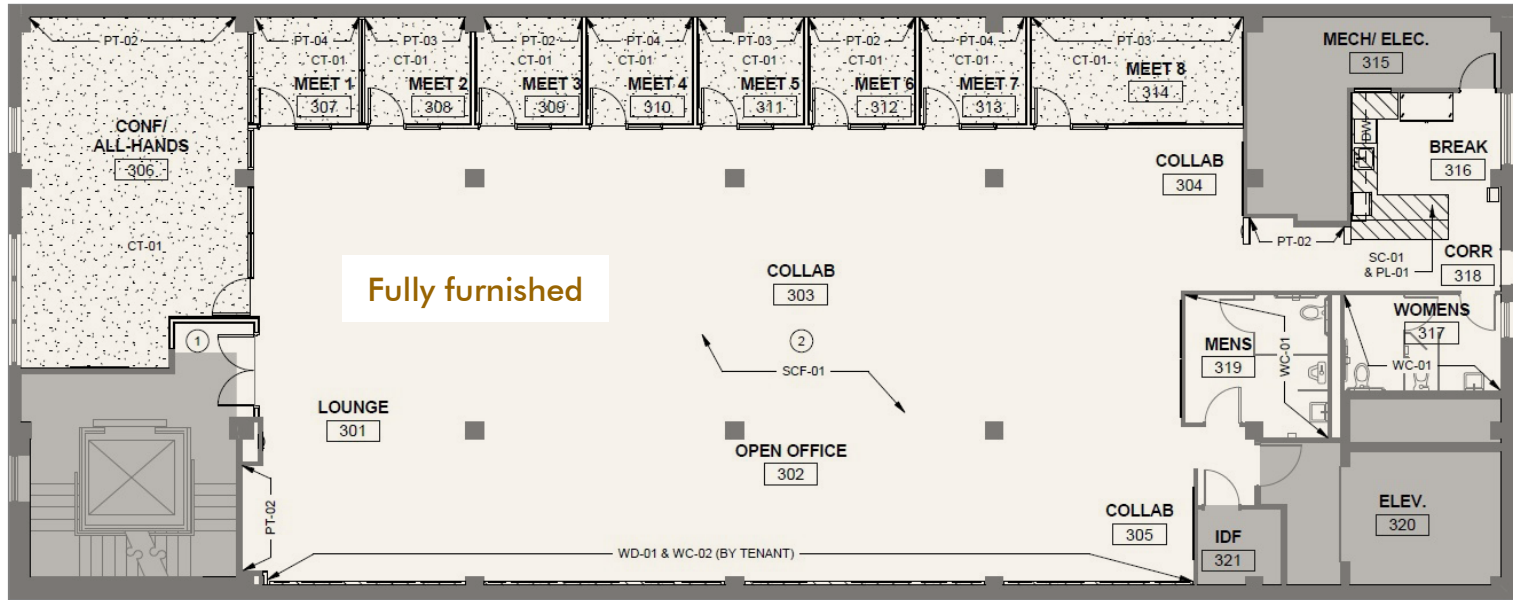 PT-02
PT-04
PT-03
PT-02
PT-04
PT-03
PT-02
PT-04
PT-03
CT-01
CT-01
CT-01
CT-01
CT-01
CT-01
CT-01
CT-01
MEET 1
307
MEET 2
308
MEET 3
309
MEET 4
310
MEET 5
311
MEET 6
312
MEET 7
313
MEET 8
314
MECH/ ELEC.
315
CONF/
ALL-HANDS
306
CT-01
DW
BREAK
316
COLLAB
304
PT-02
SC-01
& PL-01
CORR
318
Fully furnished
COLLAB
303
1
2
SCF-01
MENS
319
WC-01
WOMENS
317
WC-01
LOUNGE
301
OPEN OFFICE
302
PT-02
COLLAB
305
WD-01 & WC-02 (BY TENANT)
IDF
321
ELEV.
320